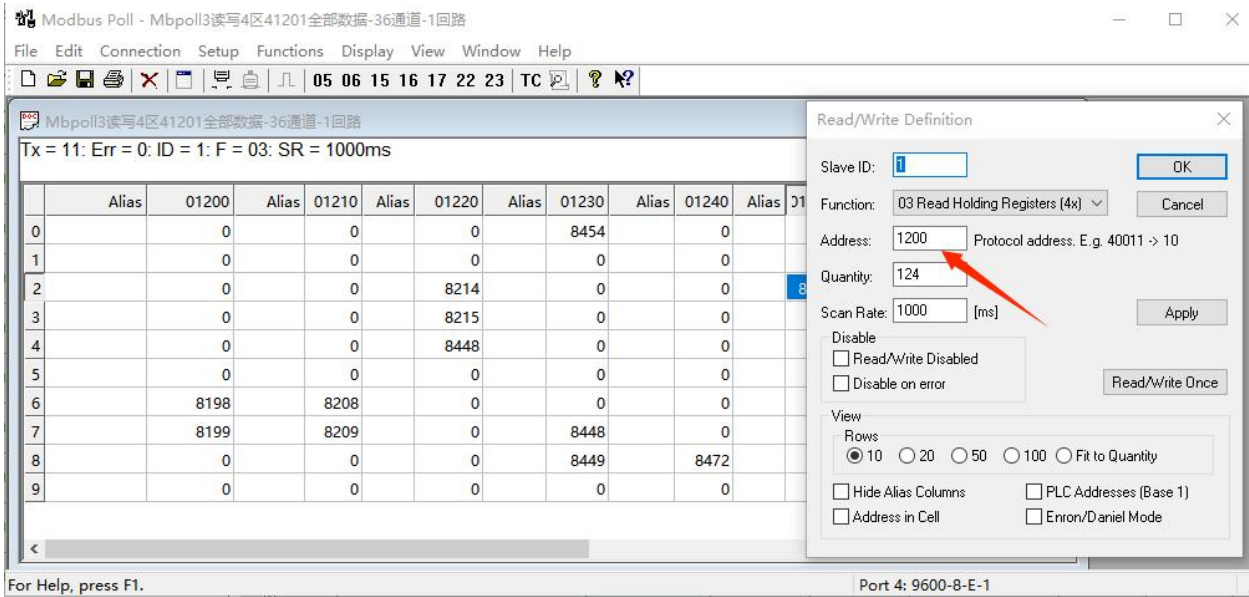 Modbus Poll - Mbpoll3读写4区41201全部数据-36通道-1回路
File Edit Connection Setup Functions Display View Window Help
05 06 15 16 17 22 23 TC
Mbpoll3读写4区41201全部数据-36通道-1回路
Tx = 11: Err = 0: ID = 1: F = 03: SR = 1000ms
Alias 01200 Alias 01210 Alias 01220 Alias 01230 Alias 01240 Alias
0 0 0 0 8454 0
1 0 0 0 0 0
2 0 0 8214 0 0
3 0 0 8215 0 0
4 0 0 8448 0 0
5 0 0 0 0 0
6 8198 8208 0 0 0
7 8199 8209 0 8448 0
8 0 0 0 8449 8472
9 0 0 0 0 0
Read/Write Definition
Slave ID: 1 OK
Function: 03 Read Holding Registers (4x) Cancel
Address: 1200 Protocol address. E.g. 40011 -> 10
Quantity: 124
Scan Rate: 1000 [ms] Apply
Disable
Read/Write Disabled
Disable on error Read/Write Once
View
Rows
10 20 50 100 Fit to Quantity
Hide Alias Columns PLC Addresses (Base 1)
Address in Cell Enron/Daniel Mode
For Help, press F1. Port 4: 9600-8-E-1